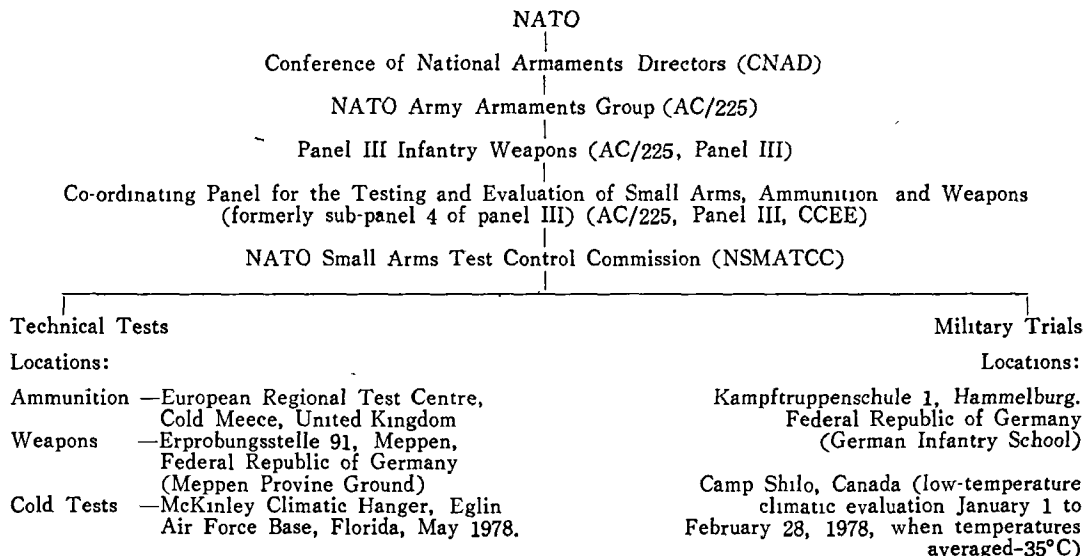 NATO
Conference of National Armaments Directors (CNAD)
NATO Army Armaments Group (AC/225)
Panel III Infantry Weapons (AC/225, Panel III)
Co-ordinating Panel for the Testing and Evaluation of Small Arms, Ammunition and Weapons
(formerly sub-panel 4 of panel III) (AC/225, Panel III, CCEE)
NATO Small Arms Test Control Commission (NSMATCC)
Technical Tests
Locations:
Ammunition —European Regional Test Centre,
Cold Meece, United Kingdom
Weapons —Erprobungsstelle 91, Meppen,
Federal Republic of Germany
(Meppen Provine Ground)
Cold Tests —McKinley Climatic Hanger, Eglin
Air Force Base, Florida, May 1978.
Military Trials
Locations:
Kampftruppenschule 1, Hammelburg.
Federal Republic of Germany
(German Infantry School)
Camp Shilo, Canada (low-temperature
climatic evaluation January 1 to
February 28, 1978, when temperatures
averaged-35°C)